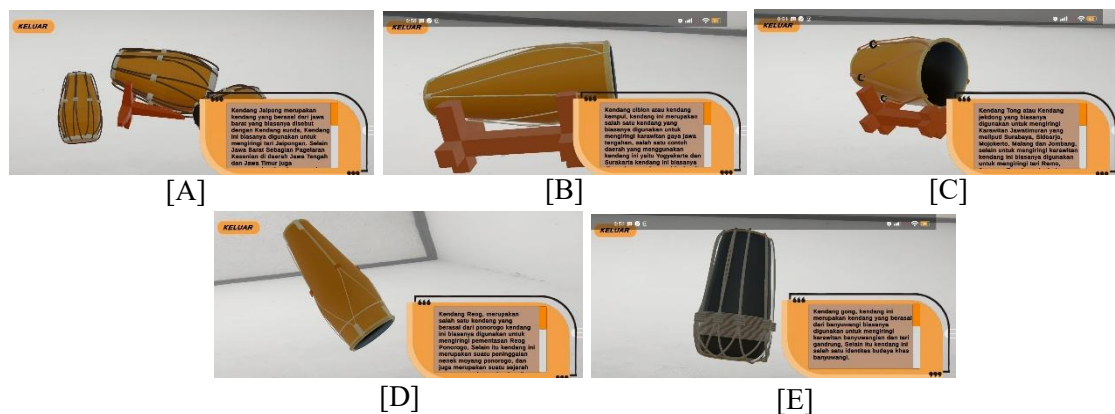 KELUAR
Kendang Jaipong merupakan
kendang yang berasal dari jawa
barat yang biasanya disebut
dengan Kendang sunda, Kendang
ini biasanya digunakan untuk
mengiringi tari Jaipongan. Selain
Jawa Barat Sebagian Pagetaran
Kasanian di daerah Jawa Tangah
dan Jawa Timur juga
[A]
KELUAR
Kendang ciblon atau kendang
kempul, kendang ini merupakan
salah satu kendang yang
biasanya digunakan untuk
mengiringi karawitan gaya jawa
tengahan, salah satu contoh
daerah yang menggunakan
kendang ini yaitu Yogyakarta dan
Surakarta kendang ini biasanya
[B]
KELUAR
Kendang Tong atau Kendang
jekdong yang biasanya
digunakan untuk mengiringi
Karawitan Jawatimuran yang
meliputi Surabaya, Sidoarjo,
Mojokerto, Malang dan Jombang,
selain untuk mengiringi karawitan
kendang ini biasanya digunakan
untuk mengiringi tari Remo,
[C]
KELUAR
Kendang Reog, merupakan
salah satu kendang yang
berasal dari ponorogo kendang
ini biasanya digunakan untuk
mengiringi pementasan Reog
Ponorogo, Selain itu kendang ini
merupakan suatu paninggalan
nenek moyang ponorogo, dan
juga merupakan suatu sejarah
[D]
KELUAR
Kendang gong, kendang ini
merupakan kendang yang berasal
dari banyuwangi biasanya
digunakan untuk mengiringi
karawitan banyuwangian dan tari
gandrung, Selain itu kendang ini
salah satu identitas budaya khas
banyuwangi.
[E]